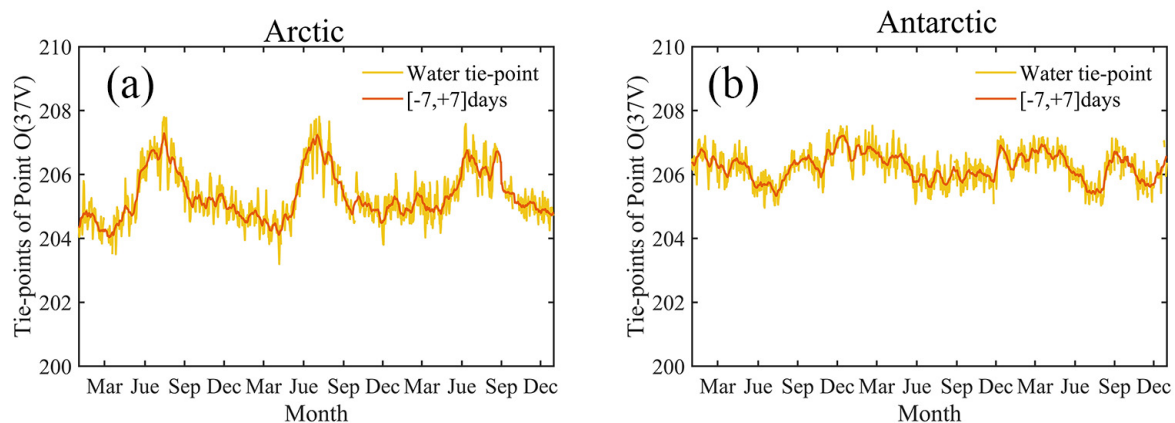 Arctic
(a)
Water tie-point
[-7,+7]days
Tie-points of Point O(37V)
210
208
206
204
202
200
Mar Jue Sep Dec Mar Jue Sep Dec Mar Jue Sep Dec
Month
Antarctic
(b)
Water tie-point
[-7,+7]days
Tie-points of Point O(37V)
210
208
206
204
202
200
Mar Jue Sep Dec Mar Jue Sep Dec Mar Jue Sep Dec
Month